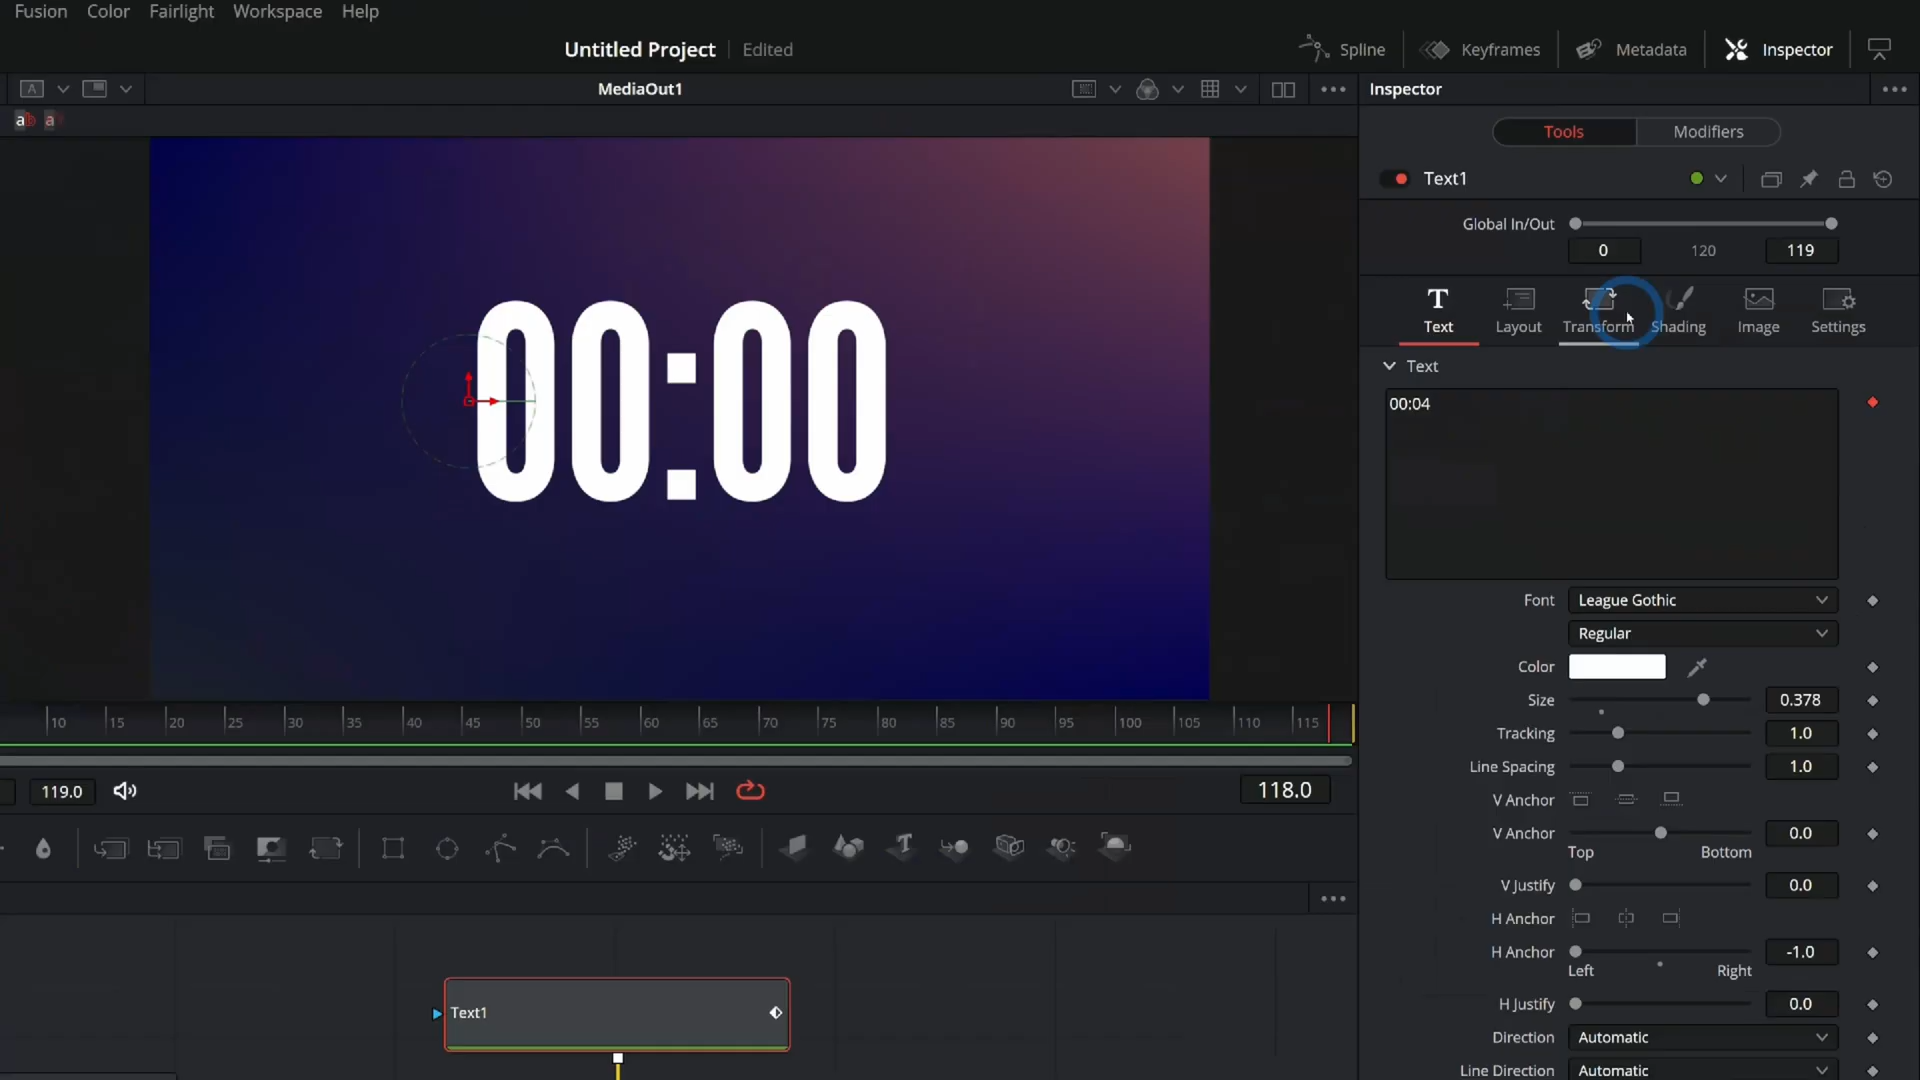 Fusion Color Fairlight Workspace Help
Untitled Project Edited
Spline Keyframes Metadata Inspector
MediaOut1
Inspector
Tools Modifiers
Text1
Global In/Out
0 120 119
Text Layout Transform Shading Image Settings
Text
00:04
00:00
Font League Gothic
Regular
Color
Size 0.378
Tracking 1.0
Line Spacing 1.0
V Anchor
V Anchor 0.0
Top Bottom
V Justify 0.0
H Anchor
H Anchor -1.0
Left Right
H Justify 0.0
Direction Automatic
Line Direction Automatic
10 15 20 25 30 35 40 45 50 55 60 65 70 75 80 85 90 95 100 105 110 115
119.0 118.0
Text1